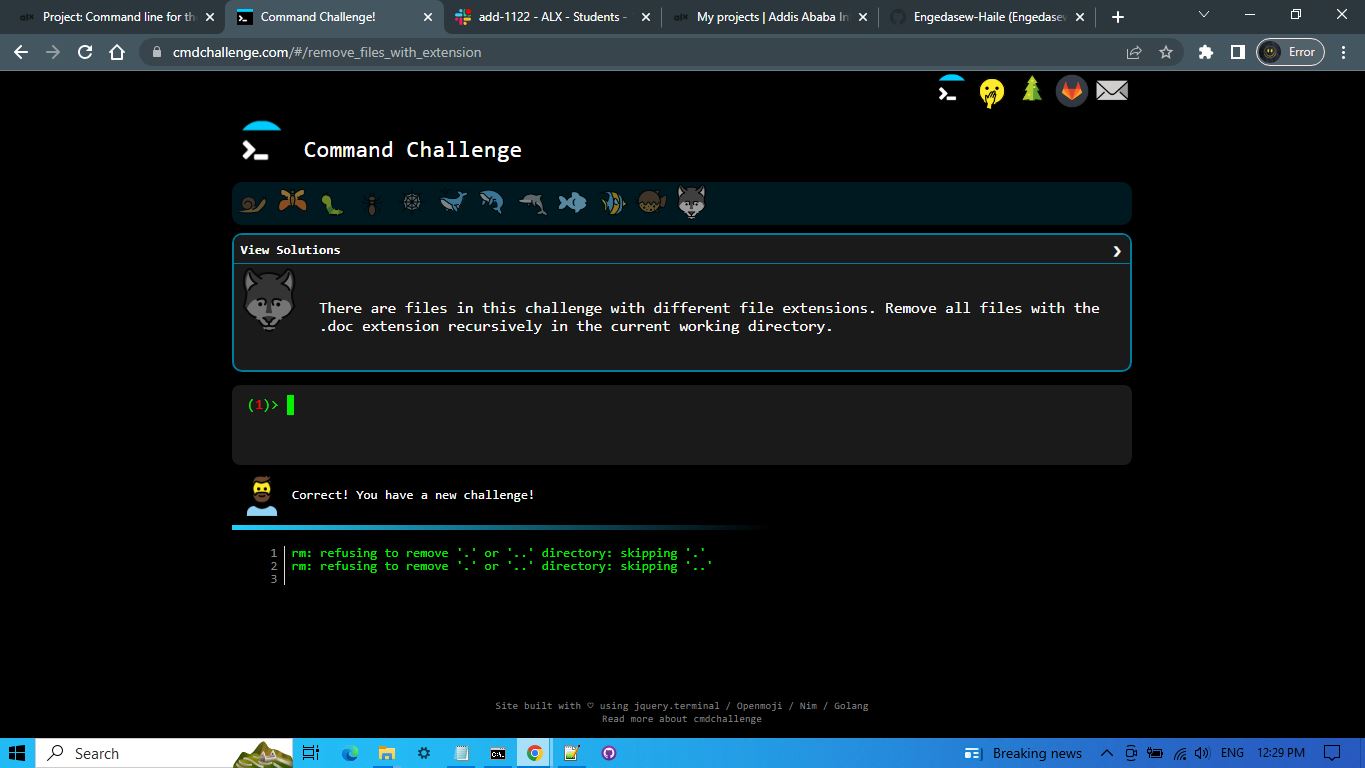 Project: Command line for th
Command Challenge!
add-1122 - ALX - Students -
My projects | Addis Ababa In
Engedasew-Haile (Engedasew
cmdchallenge.com/#/remove_files_with_extension
Error
Command Challenge
View Solutions
There are files in this challenge with different file extensions. Remove all files with the
.doc extension recursively in the current working directory.
(1)>
Correct! You have a new challenge!
1 rm: refusing to remove '.' or '..' directory: skipping '.'
2 rm: refusing to remove '.' or '..' directory: skipping '..'
3
Site built with ♡ using jquery.terminal / Openmoji / Nim / Golang
Read more about cmdchallenge
Search
Breaking news
ENG
12:29 PM